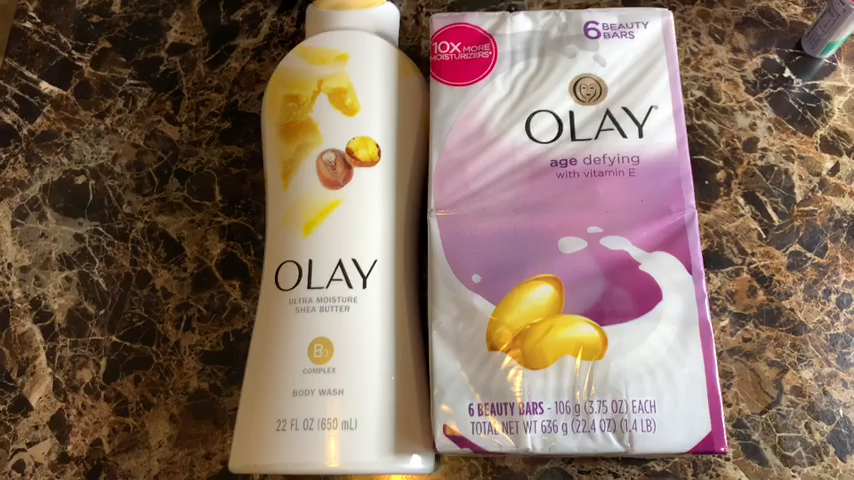 OLAY
ULTRA MOISTURE
SHEA BUTTER
B3
COMPLEX
BODY WASH
22 FL OZ (650 mL)
10X MORE
MOISTURIZERS*
6 BEAUTY
BARS
OLAY®
age defying
with vitamin E
6 BEAUTY BARS - 106 g (3.75 OZ) EACH
TOTAL NET WT 636 g (22.4 OZ) (1.4 LB)